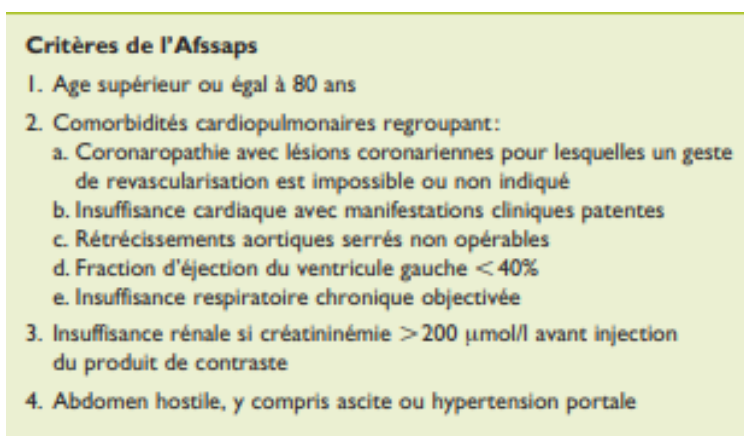 Critères de l'Afssaps
1. Age supérieur ou égal à 80 ans
2. Comorbidités cardiopulmonaires regroupant:
a. Coronaropathie avec lésions coronariennes pour lesquelles un geste
de revascularisation est impossible ou non indiqué
b. Insuffisance cardiaque avec manifestations cliniques patentes
c. Rétrécissements aortiques serrés non opérables
d. Fraction d'éjection du ventricule gauche <40%
e. Insuffisance respiratoire chronique objectivée
3. Insuffisance rénale si créatininémie >200 µmol/l avant injection
du produit de contraste
4. Abdomen hostile, y compris ascite ou hypertension portale